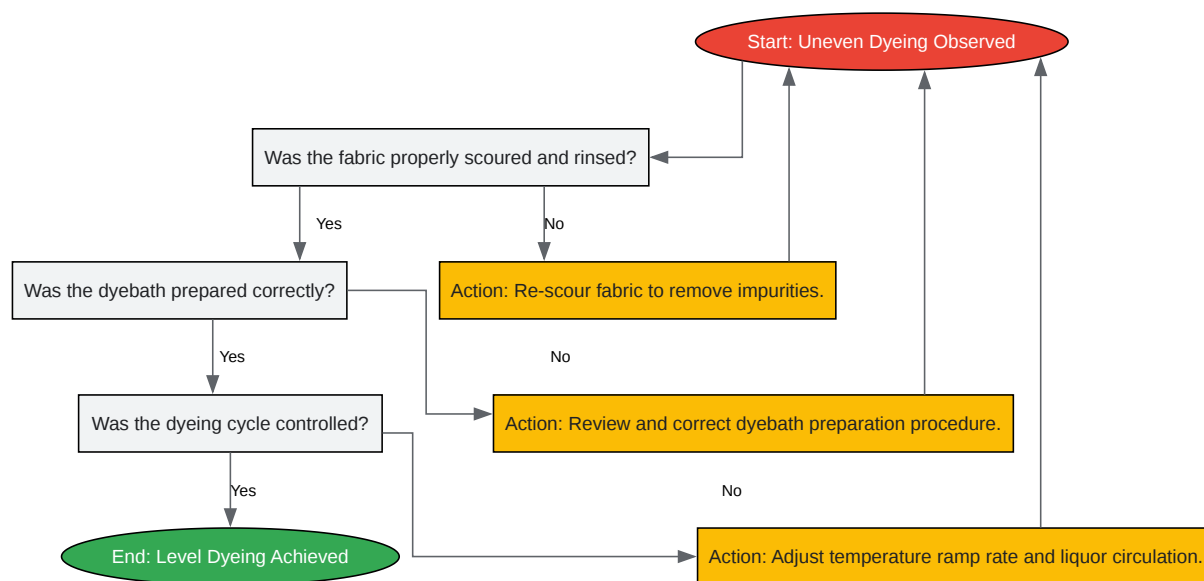 Start: Uneven Dyeing Observed
Was the fabric properly scoured and rinsed?
Yes
No
Was the dyebath prepared correctly?
Action: Re-scour fabric to remove impurities.
Yes
No
Was the dyeing cycle controlled?
Action: Review and correct dyebath preparation procedure.
Yes
No
End: Level Dyeing Achieved
Action: Adjust temperature ramp rate and liquor circulation.